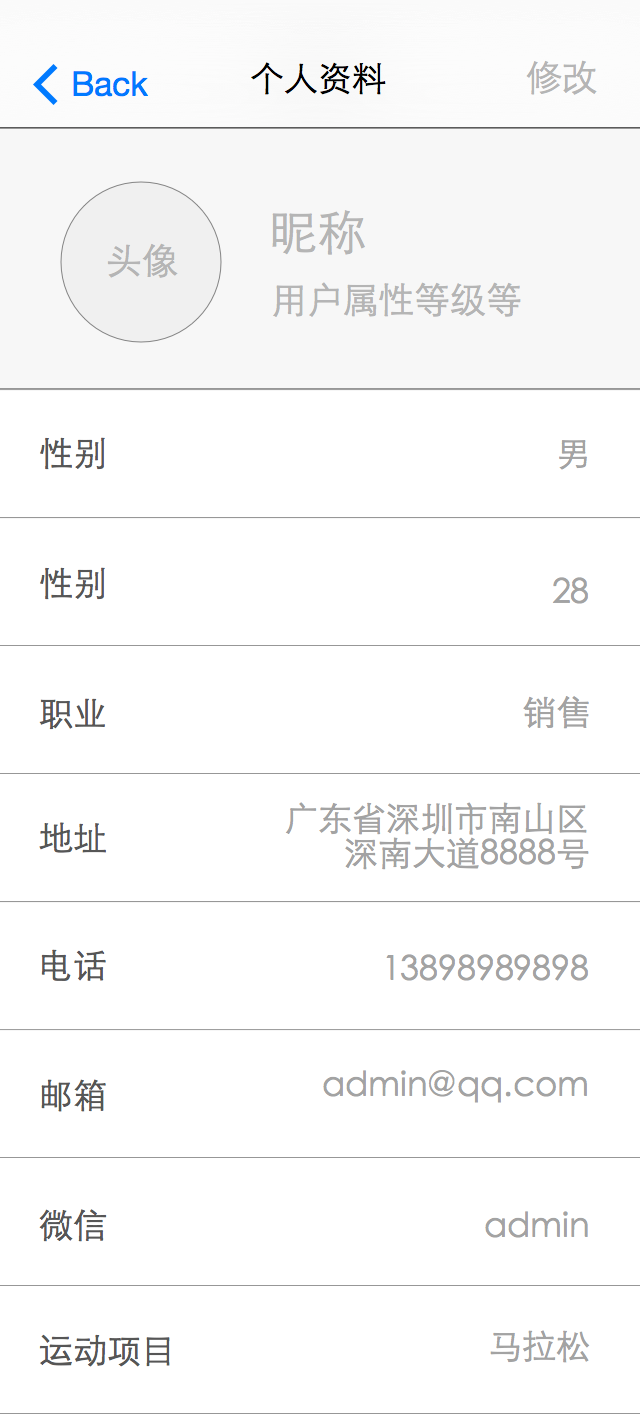 Back 个人资料 修改
头像
昵称
用户属性等级等
性别 男
性别 28
职业 销售
地址 广东省深圳市南山区
深南大道8888号
电话 13898989898
邮箱 admin@qq.com
微信 admin
运动项目 马拉松